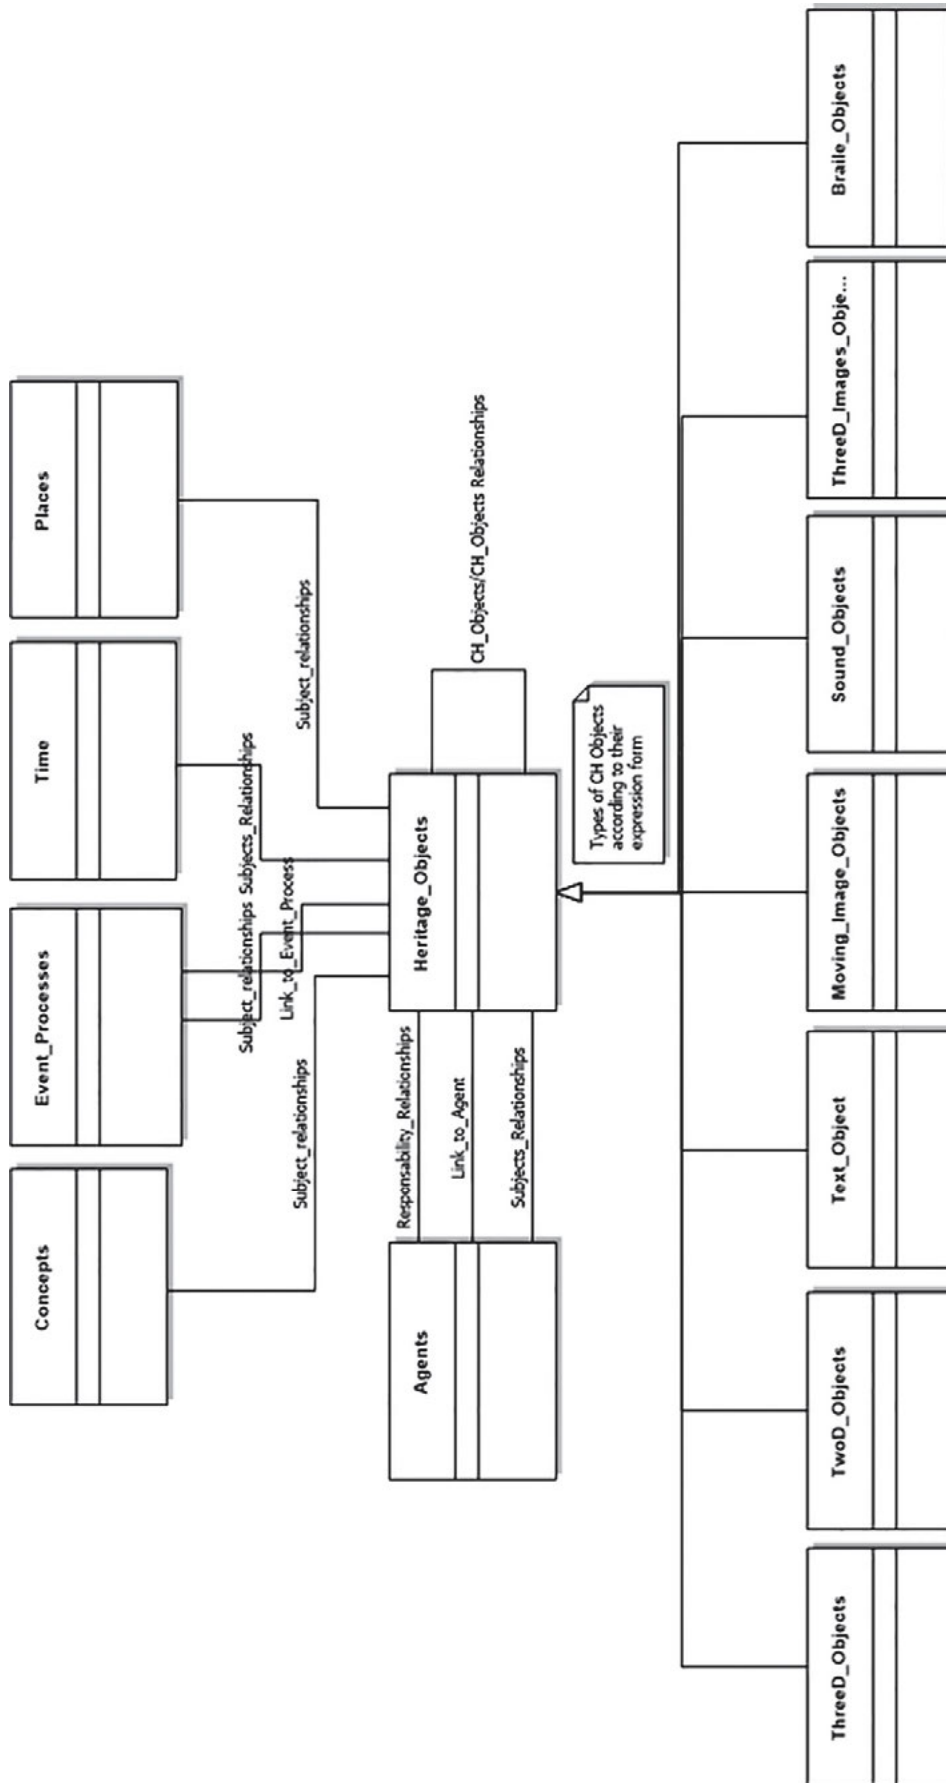 Concepts
Event_Processes
Time
Places
Subject_relationships
Subject_relationships
Subjects_Relationships
Link_to_Event_Process
Subject_relationships
Agents
Responsability_Relationships
Link_to_Agent
Subjects_Relationships
Heritage_Objects
CH_Objects/CH_Objects Relationships
Types of CH Objects
according to their
expression form
ThreeD_Objects
TwoD_Objects
Text_Object
Moving_Image_Objects
Sound_Objects
ThreeD_Images_Obje...
Braile_Objects